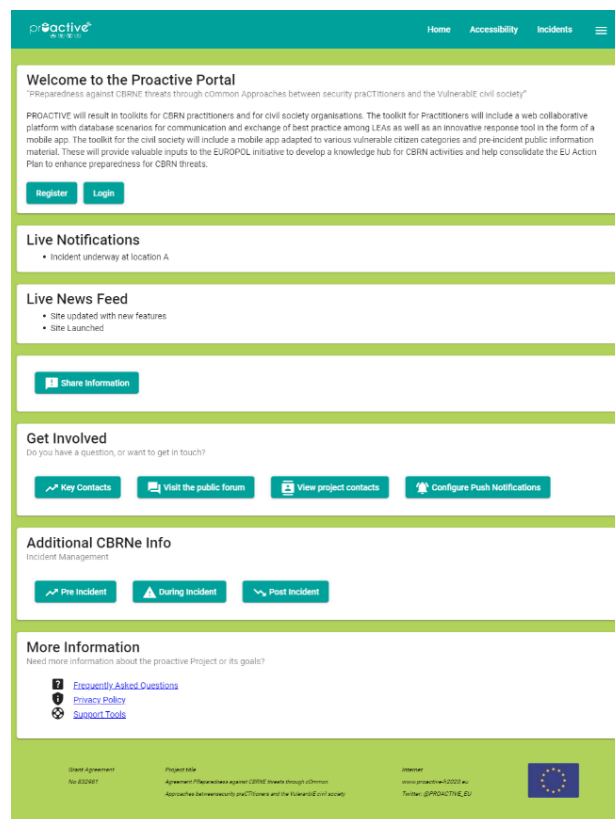 proactive
Home Accessibility Incidents
Welcome to the Proactive Portal
"PReparedness against CBRNE threats through cOmmon Approaches between security praCTItioners and the VulnerablE civil society"
PROACTIVE will result in toolkits for CBRN practitioners and for civil society organisations. The toolkit for Practitioners will include a web collaborative
platform with database scenarios for communication and exchange of best practice among LEAs as well as an innovative response tool in the form of a
mobile app. The toolkit for the civil society will include a mobile app adapted to various vulnerable citizen categories and pre-incident public information
material. These will provide valuable inputs to the EUROPOL initiative to develop a knowledge hub for CBRN activities and help consolidate the EU Action
Plan to enhance preparedness for CBRN threats.
Register Login
Live Notifications
• Incident underway at location A
Live News Feed
• Site updated with new features
• Site Launched
Share Information
Get Involved
Do you have a question, or want to get in touch?
Key Contacts Visit the public forum View project contacts Configure Push Notifications
Additional CBRNe Info
Incident Management
Pre Incident During Incident Post Incident
More Information
Need more information about the proactive Project or its goals?
Frequently Asked Questions
Privacy Policy
Support Tools
Grant Agreement Project title Internet
No 832981 Agreement PReparedness against CBRNE threats through cOmmon www.proactive-h2020.eu
Approaches betweensecurity praCTItioners and the VulerablE civil society Twitter: @PROACTIVE_EU